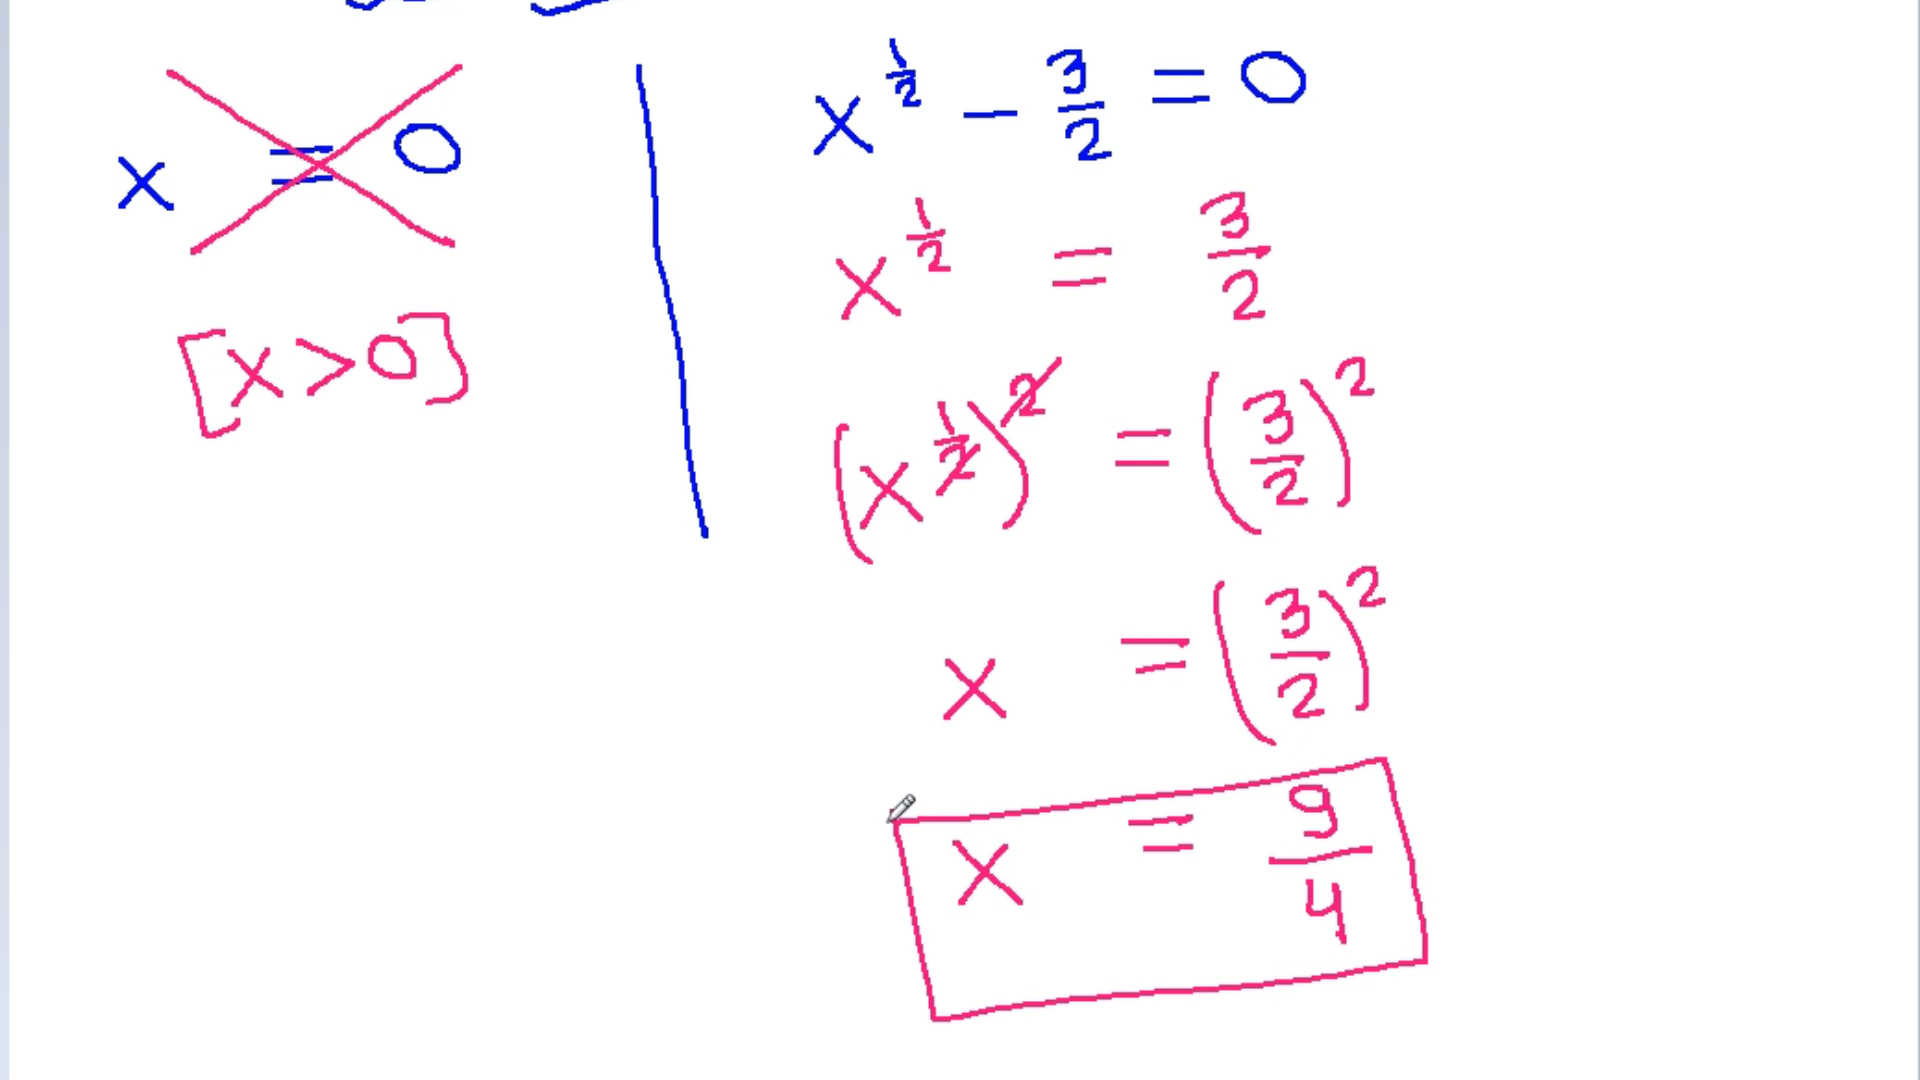 x = 0
[x > 0]
x^{1/2} - 3/2 = 0
x^{1/2} = 3/2
(x^{1/2})^2 = (3/2)^2
x = (3/2)^2
x = 9/4